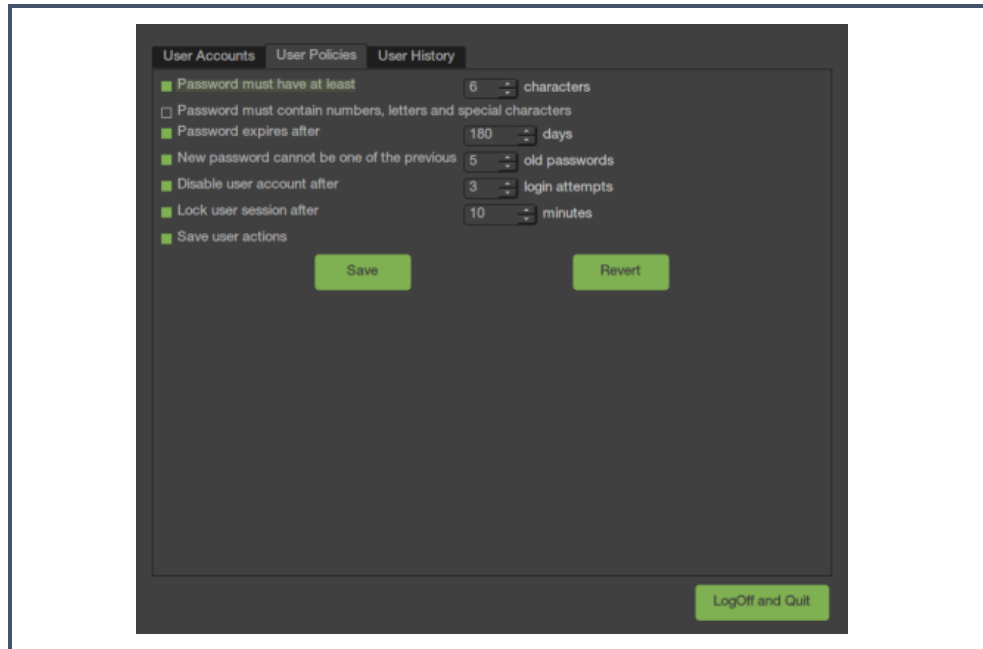 User Accounts User Policies User History
Password must have at least 6 characters
Password must contain numbers, letters and special characters
Password expires after 180 days
New password cannot be one of the previous 5 old passwords
Disable user account after 3 login attempts
Lock user session after 10 minutes
Save user actions
Save Revert
LogOff and Quit